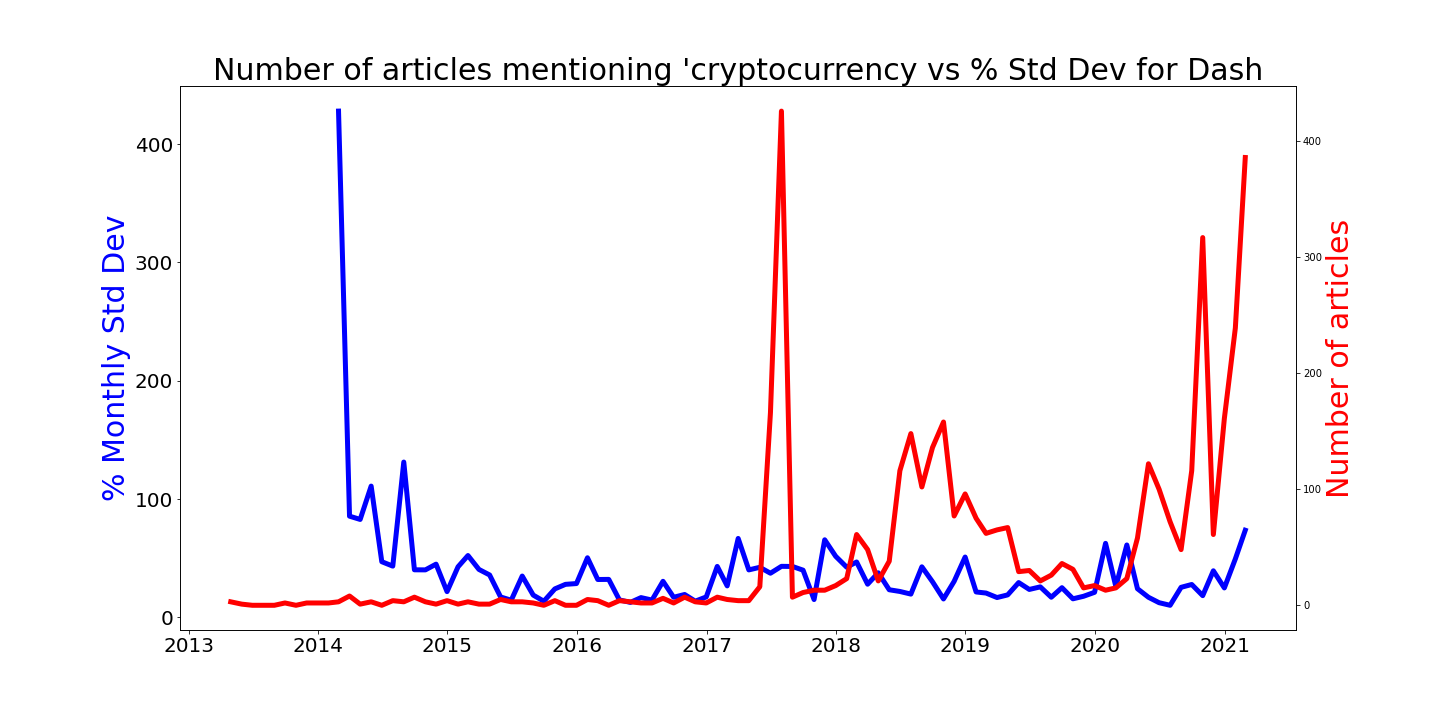 Number of articles mentioning 'cryptocurrency vs % Std Dev for Dash
% Monthly Std Dev
400
300
200
100
0
2013 2014 2015 2016 2017 2018 2019 2020 2021
400
300
200
100
0
Number of articles